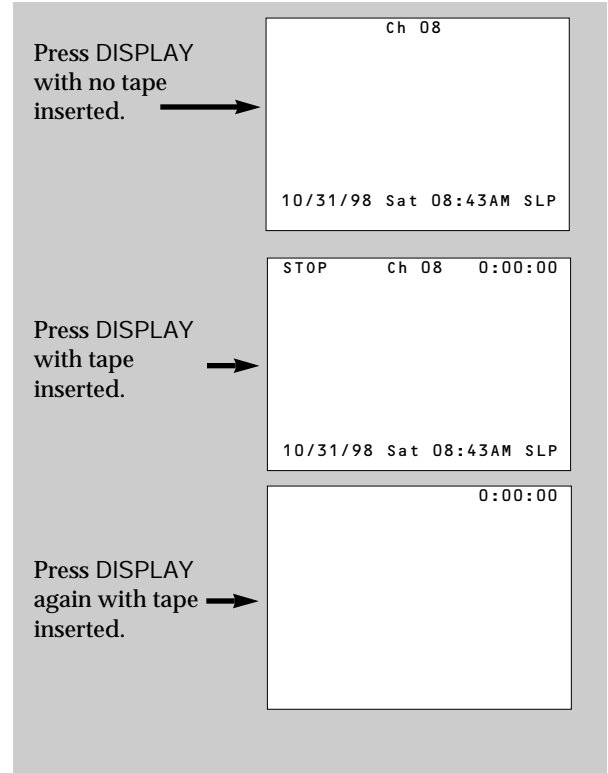 Press DISPLAY
with no tape
inserted.
Ch 08
10/31/98 Sat 08:43AM SLP
Press DISPLAY
with tape
inserted.
STOP Ch 08 0:00:00
10/31/98 Sat 08:43AM SLP
Press DISPLAY
again with tape
inserted.
0:00:00